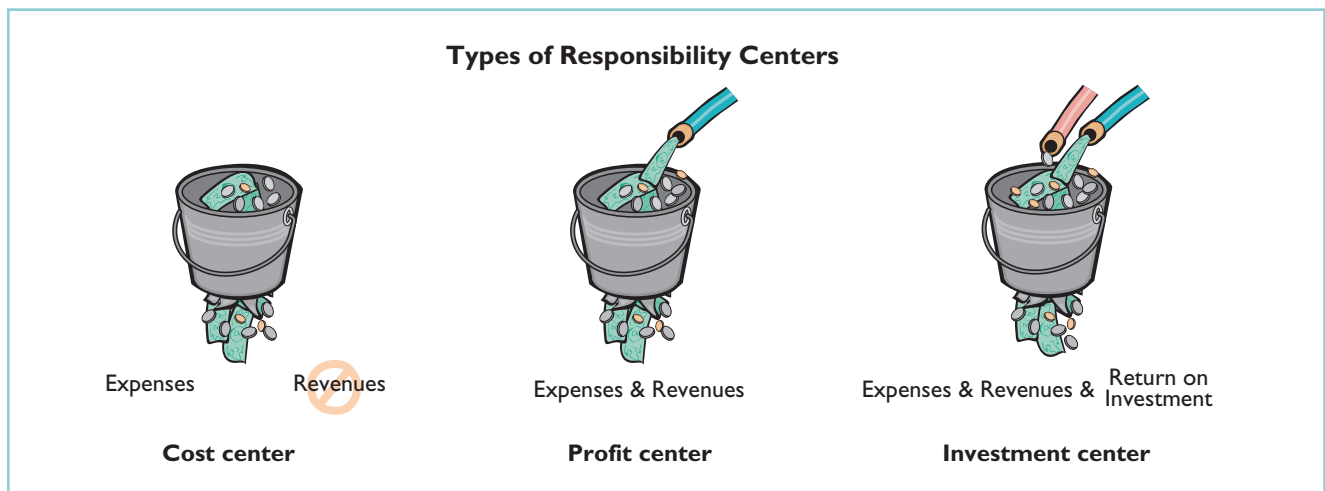 Types of Responsibility Centers
Expenses Revenues
Expenses & Revenues
Expenses & Revenues & Return on
Investment
Cost center
Profit center
Investment center